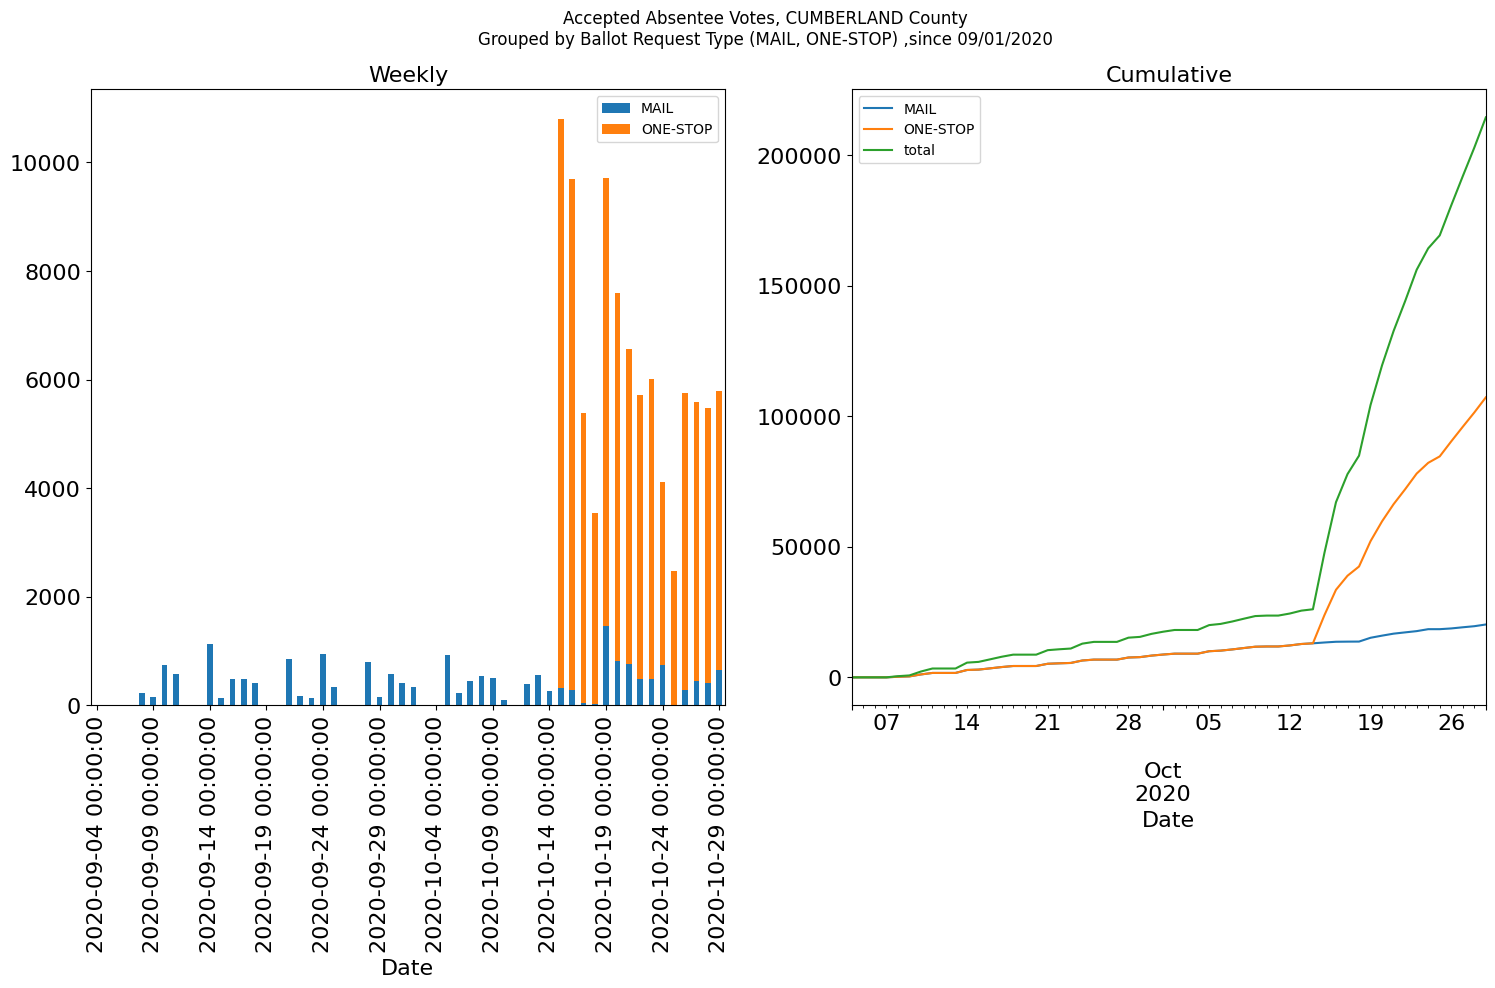 Accepted Absentee Votes, CUMBERLAND County
Grouped by Ballot Request Type (MAIL, ONE-STOP) ,since 09/01/2020
Weekly
MAIL
ONE-STOP
10000
8000
6000
4000
2000
0
2020-09-04 00:00:00
2020-09-09 00:00:00
2020-09-14 00:00:00
2020-09-19 00:00:00
2020-09-24 00:00:00
2020-09-29 00:00:00
2020-10-04 00:00:00
2020-10-09 00:00:00
2020-10-14 00:00:00
2020-10-19 00:00:00
2020-10-24 00:00:00
2020-10-29 00:00:00
Date
Cumulative
MAIL
ONE-STOP
total
200000
150000
100000
50000
0
07 14 21 28 05 12 19 26
Oct
2020
Date